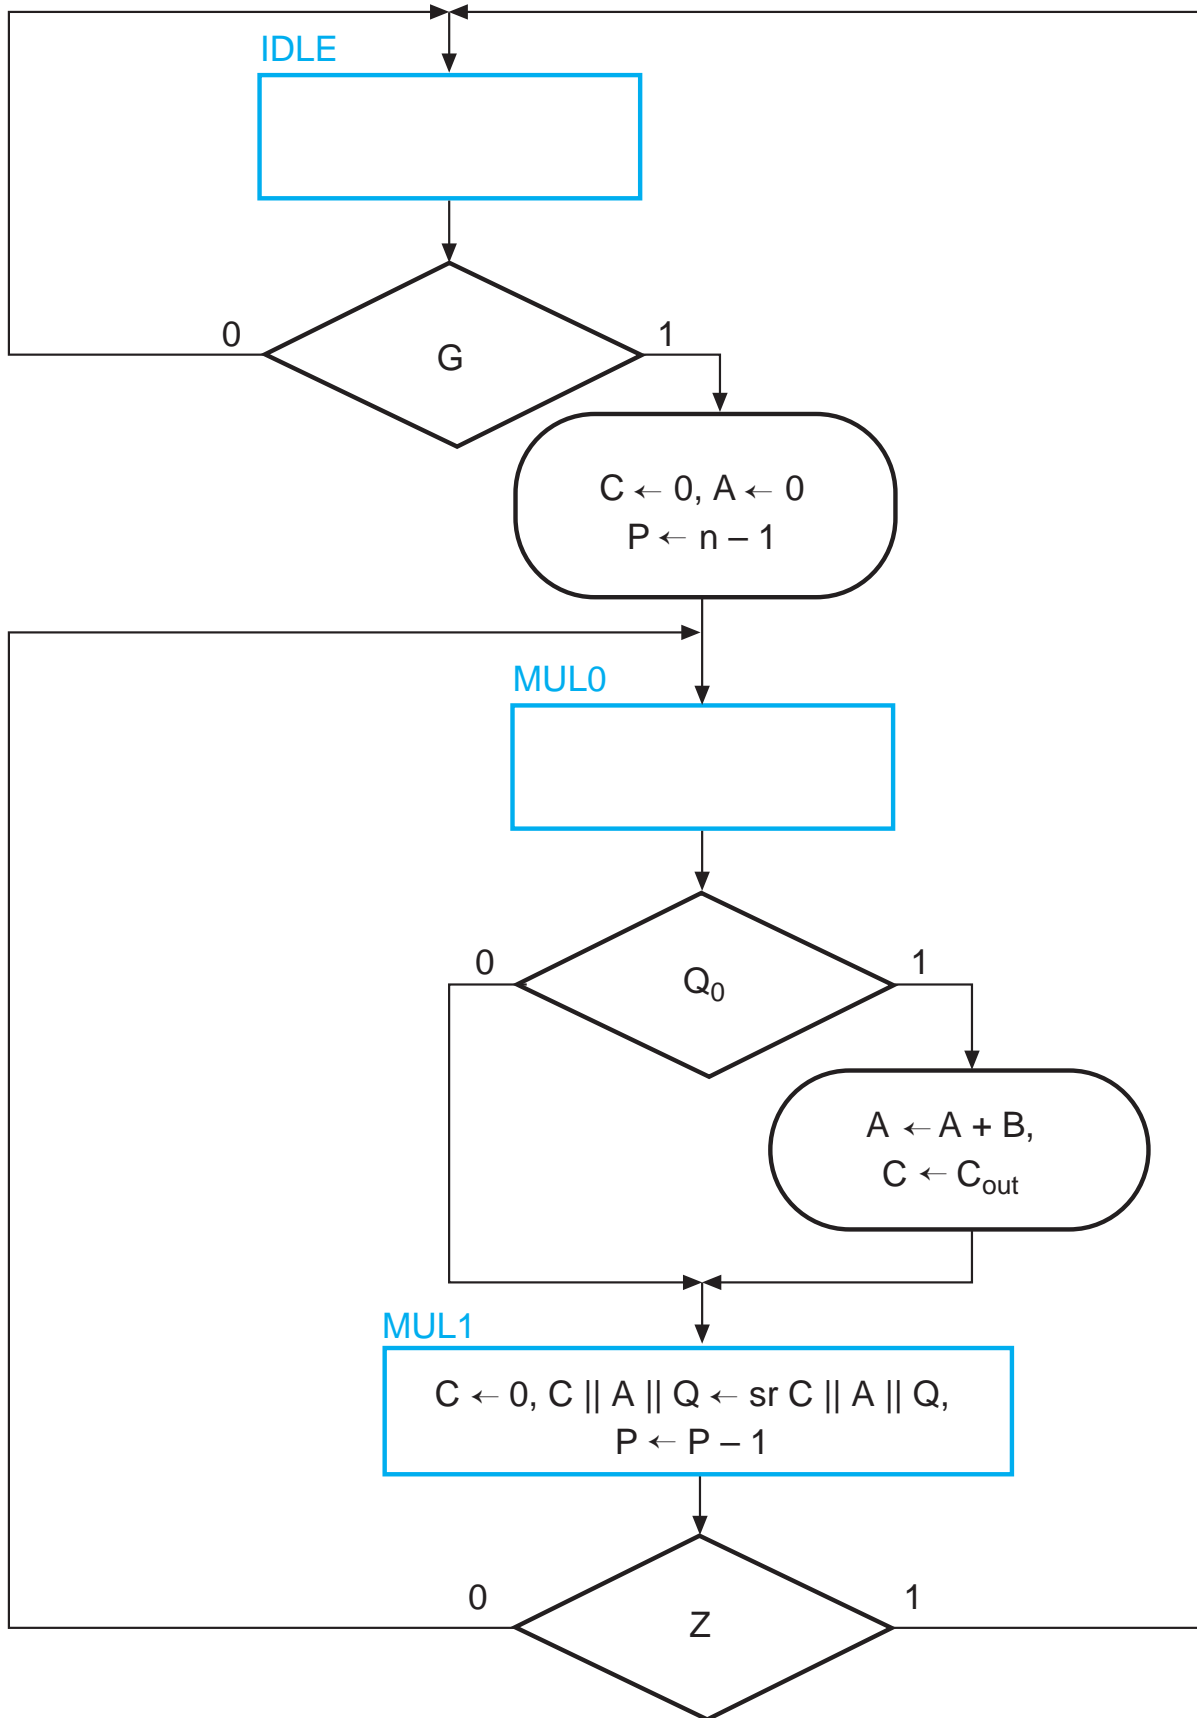 IDLE
0
1
G
C ← 0, A ← 0
P ← n – 1
MUL0
0
1
Q₀
A ← A + B,
C ← Cₒᵤₜ
MUL1
C ← 0, C || A || Q ← sr C || A || Q,
P ← P – 1
0
1
Z